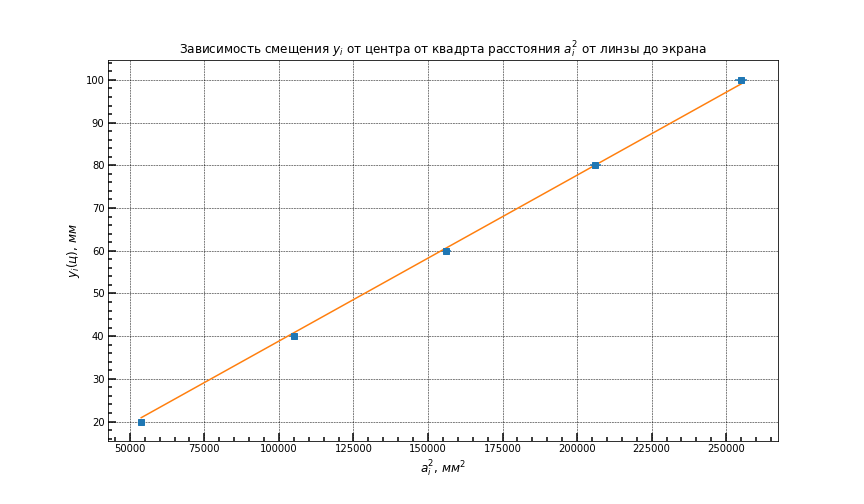 Зависимость смещения $y_i$ от центра от квадрта расстояния $a_i^2$ от линзы до экрана
100
90
80
70
60
50
40
30
20
$y_i(ц)$, мм
50000 75000 100000 125000 150000 175000 200000 225000 250000
$a_i^2$, мм$^2$